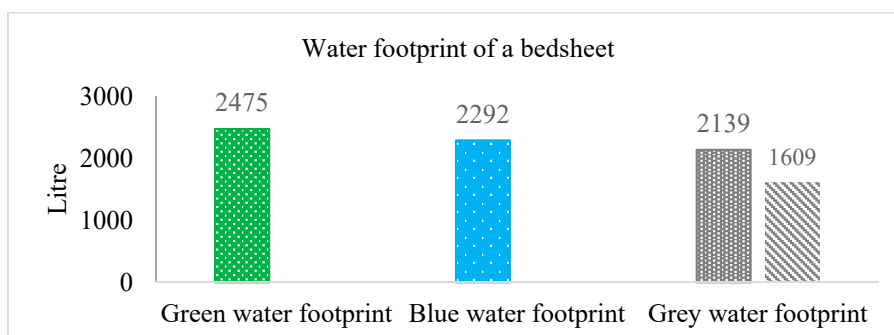 Water footprint of a bedsheet
3000
2000
1000
0
Litre
2475
2292
2139
1609
Green water footprint
Blue water footprint
Grey water footprint